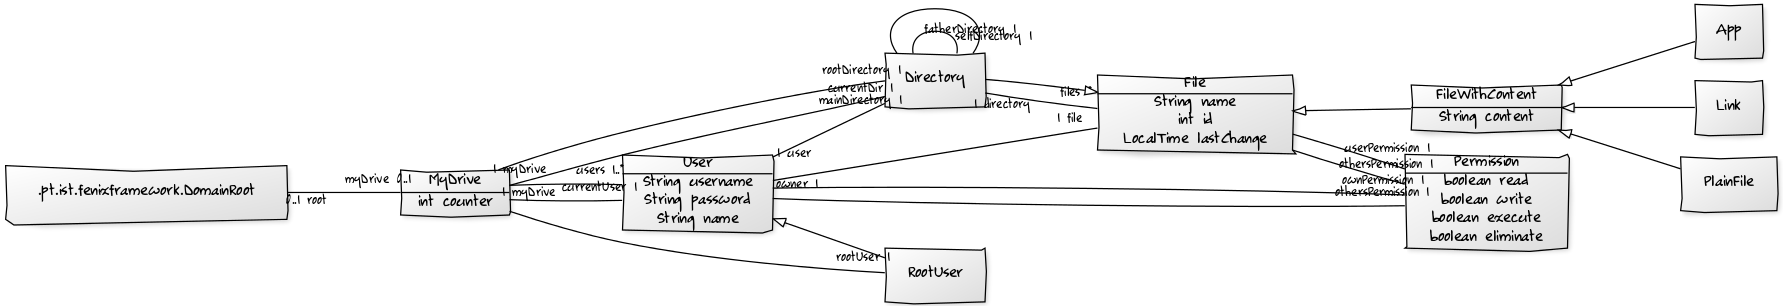 .pt.ist.fenixframework.DomainRoot
0..1 root
myDrive 0..1
MyDrive
int counter
1 myDrive
1 myDrive
users 1..*
currentUser 1
rootUser 1
rootDirectory 1
currentDir 1
mainDirectory 1
User
String username
String password
String name
1 user
owner 1
fatherDirectory 1
selfDirectory 1
Directory
RootUser
files
1 directory
1 file
File
String name
int id
LocalTime lastChange
userPermission 1
othersPermission 1
ownPermission 1
othersPermission 1
FileWithContent
String content
Permission
boolean read
boolean write
boolean execute
boolean eliminate
App
Link
PlainFile